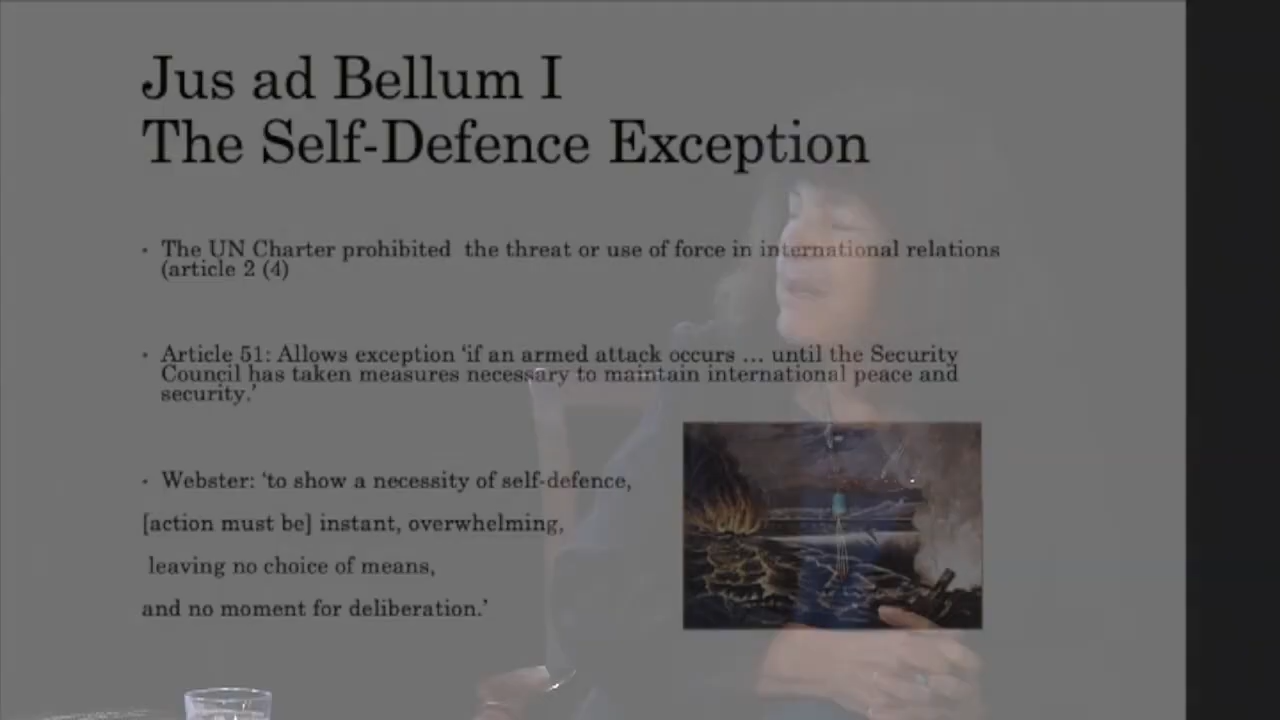 Jus ad Bellum I
The Self-Defence Exception
• The UN Charter prohibited  the threat or use of force in international relations
(article 2 (4)
• Article 51: Allows exception ‘if an armed attack occurs … until the Security
Council has taken measures necessary to maintain international peace and
security.’
• Webster: ‘to show a necessity of self-defence,
[action must be] instant, overwhelming,
leaving no choice of means,
and no moment for deliberation.’